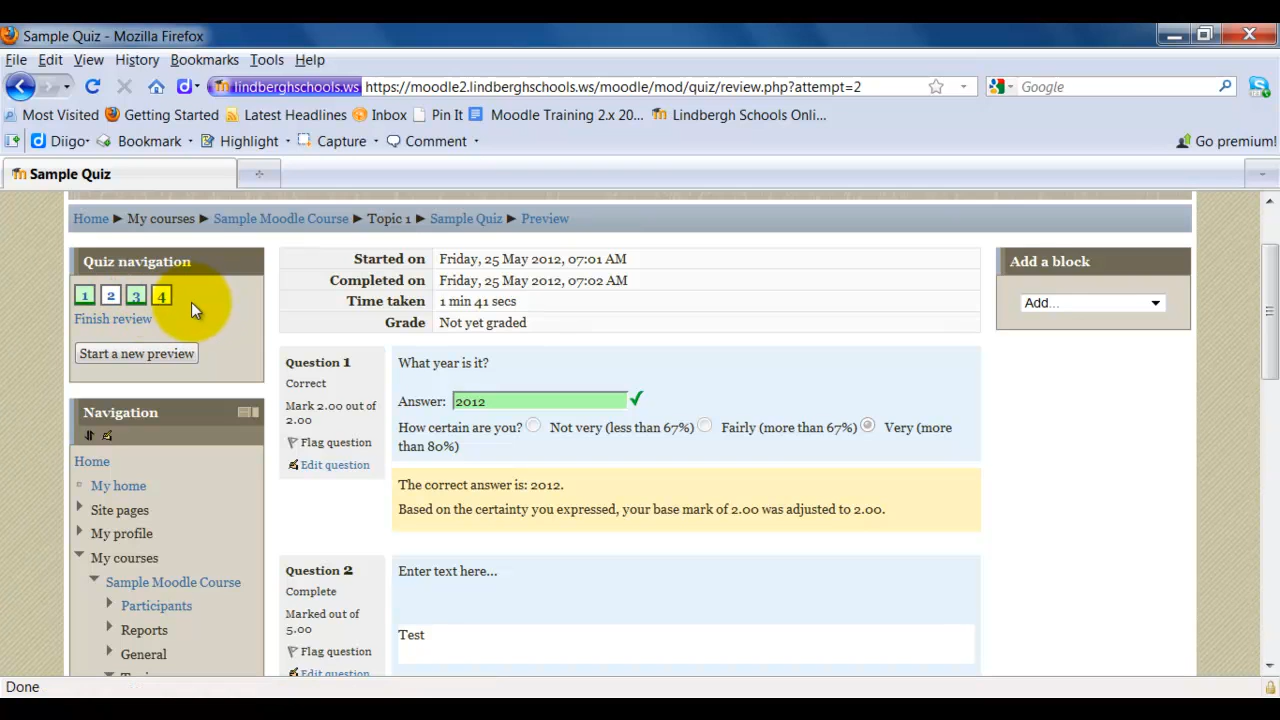 Sample Quiz - Mozilla Firefox
File Edit View History Bookmarks Tools Help
lindberghschools.ws https://moodle2.lindberghschools.ws/moodle/mod/quiz/review.php?attempt=2 Google
Most Visited Getting Started Latest Headlines Inbox Pin It Moodle Training 2.x 20... Lindbergh Schools Onli...
Diigo Bookmark Highlight Capture Comment Go premium!
Sample Quiz
Home ► My courses ► Sample Moodle Course ► Topic 1 ► Sample Quiz ► Preview
Quiz navigation
1 2 3 4
Finish review
Start a new preview
Navigation
Home
My home
Site pages
My profile
My courses
Sample Moodle Course
Participants
Reports
General
Started on Friday, 25 May 2012, 07:01 AM
Completed on Friday, 25 May 2012, 07:02 AM
Time taken 1 min 41 secs
Grade Not yet graded
Question 1
Correct
Mark 2.00 out of
2.00
Flag question
Edit question
What year is it?
Answer: 2012
How certain are you? Not very (less than 67%) Fairly (more than 67%) Very (more
than 80%)
The correct answer is: 2012.
Based on the certainty you expressed, your base mark of 2.00 was adjusted to 2.00.
Question 2
Complete
Marked out of
5.00
Flag question
Edit question
Enter text here...
Test
Add a block
Add...
Done